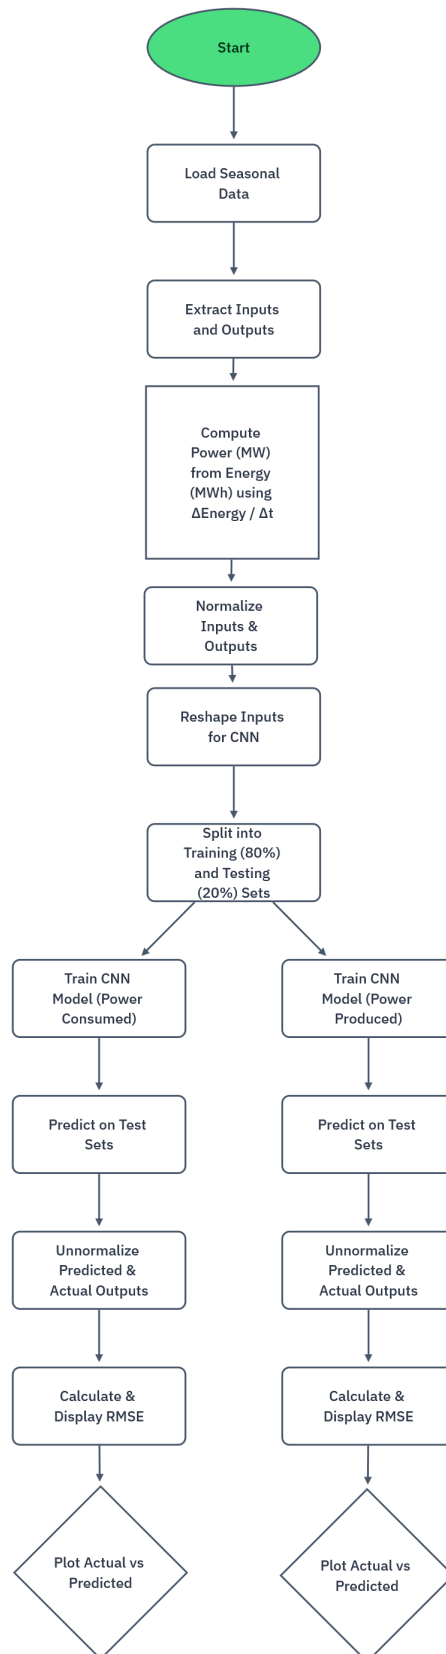 Start
Load Seasonal
Data
Extract Inputs
and Outputs
Compute
Power (MW)
from Energy
(MWh) using
ΔEnergy / Δt
Normalize
Inputs &
Outputs
Reshape Inputs
for CNN
Split into
Training (80%)
and Testing
(20%) Sets
Train CNN
Model (Power
Consumed)
Train CNN
Model (Power
Produced)
Predict on Test
Sets
Predict on Test
Sets
Unnormalize
Predicted &
Actual Outputs
Unnormalize
Predicted &
Actual Outputs
Calculate &
Display RMSE
Calculate &
Display RMSE
Plot Actual vs
Predicted
Plot Actual vs
Predicted